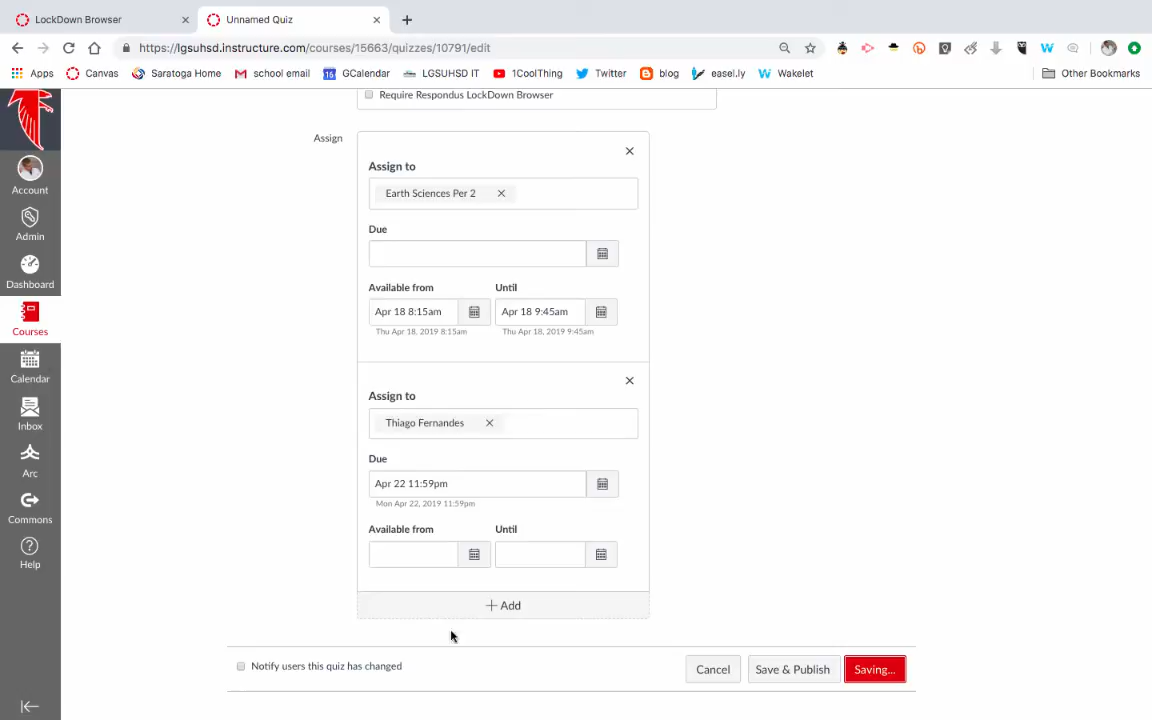 LockDown Browser
Unnamed Quiz
https://lgsuhsd.instructure.com/courses/15663/quizzes/10791/edit
Apps Canvas Saratoga Home school email 16 GCalendar LGSUHSD IT 1CoolThing Twitter blog easel.ly Wakelet Other Bookmarks
Require Respondus LockDown Browser
Account
Admin
Dashboard
Courses
Calendar
Inbox
Arc
Commons
Help
Assign
Assign to
Earth Sciences Per 2
Due
Available from Until
Apr 18 8:15am Apr 18 9:45am
Thu Apr 18, 2019 8:15am Thu Apr 18, 2019 9:45am
Assign to
Thiago Fernandes
Due
Apr 22 11:59pm
Mon Apr 22, 2019 11:59pm
Available from Until
+ Add
Notify users this quiz has changed
Cancel Save & Publish Saving...